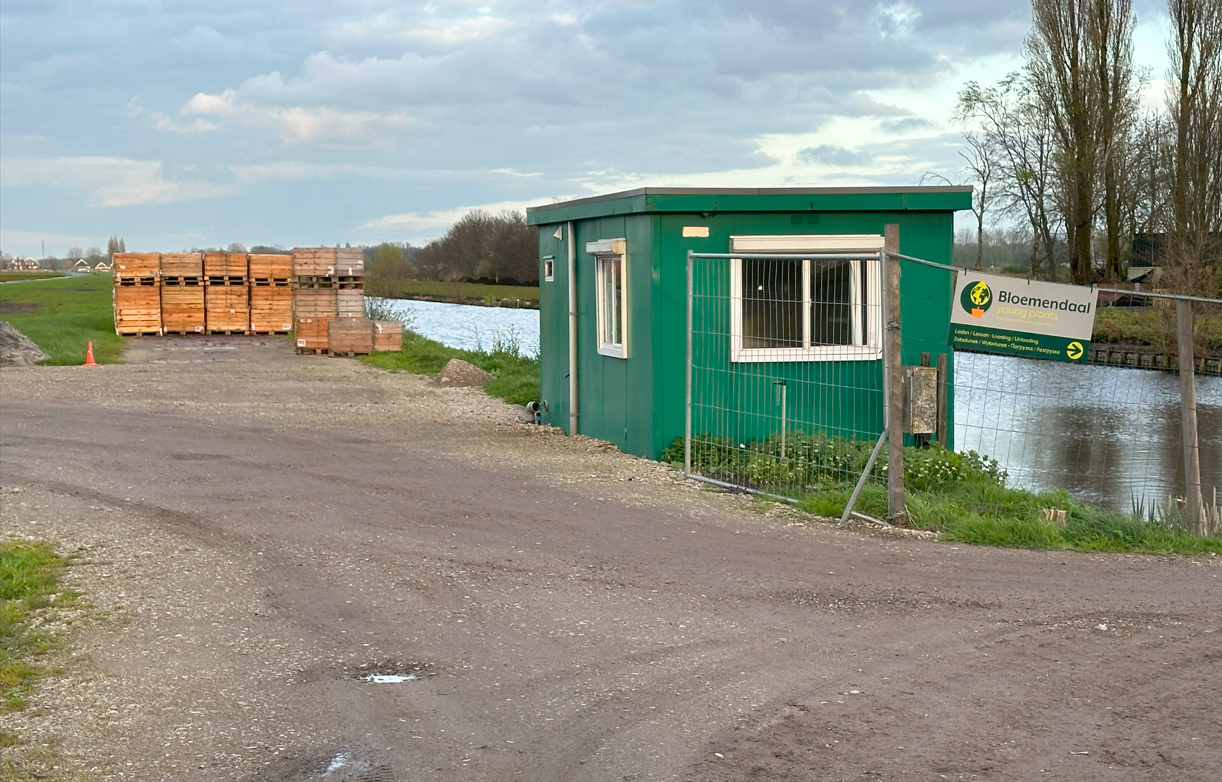 Bloemendaal
young plants
Laden / Lossen - Loading / Unloading
Załadunek / Wyładunek - Погрузка / Разгрузка